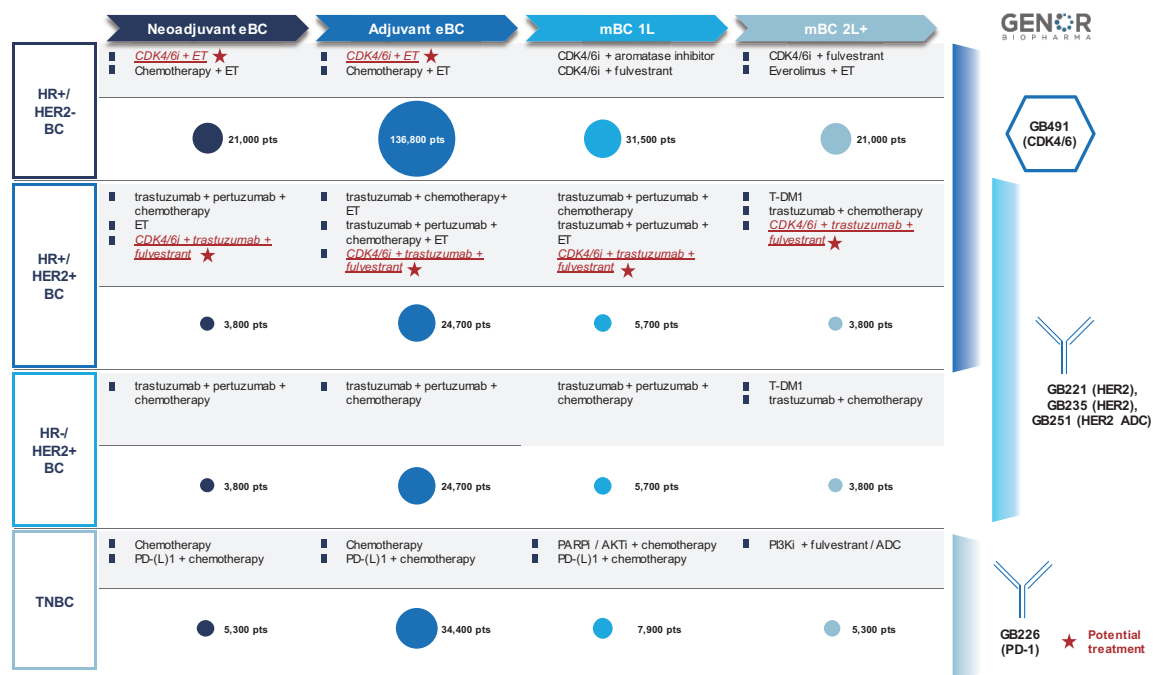 Neoadjuvant eBC
Adjuvant eBC
mBC 1L
mBC 2L+
GENOR
BIOPHARMA
HR+/
HER2-
BC
CDK4/6i + ET
Chemotherapy + ET
CDK4/6i + ET
Chemotherapy + ET
CDK4/6i + aromatase inhibitor
CDK4/6i + fulvestrant
CDK4/6i + fulvestrant
Everolimus + ET
21,000 pts
136,800 pts
31,500 pts
21,000 pts
GB491
(CDK4/6)
HR+/
HER2+
BC
trastuzumab + pertuzumab +
chemotherapy
ET
CDK4/6i + trastuzumab +
fulvestrant
trastuzumab + chemotherapy+
ET
trastuzumab + pertuzumab +
chemotherapy + ET
CDK4/6i + trastuzumab +
fulvestrant
trastuzumab + pertuzumab +
chemotherapy
trastuzumab + pertuzumab +
ET
CDK4/6i + trastuzumab +
fulvestrant
T-DM1
trastuzumab + chemotherapy
CDK4/6i + trastuzumab +
fulvestrant
3,800 pts
24,700 pts
5,700 pts
3,800 pts
HR-/
HER2+
BC
trastuzumab + pertuzumab +
chemotherapy
trastuzumab + pertuzumab +
chemotherapy
trastuzumab + pertuzumab +
chemotherapy
T-DM1
trastuzumab + chemotherapy
GB221 (HER2),
GB235 (HER2),
GB251 (HER2 ADC)
3,800 pts
24,700 pts
5,700 pts
3,800 pts
TNBC
Chemotherapy
PD-(L)1 + chemotherapy
Chemotherapy
PD-(L)1 + chemotherapy
PARPi / AKTi + chemotherapy
PD-(L)1 + chemotherapy
PI3Ki + fulvestrant / ADC
5,300 pts
34,400 pts
7,900 pts
5,300 pts
GB226
(PD-1)
Potential
treatment